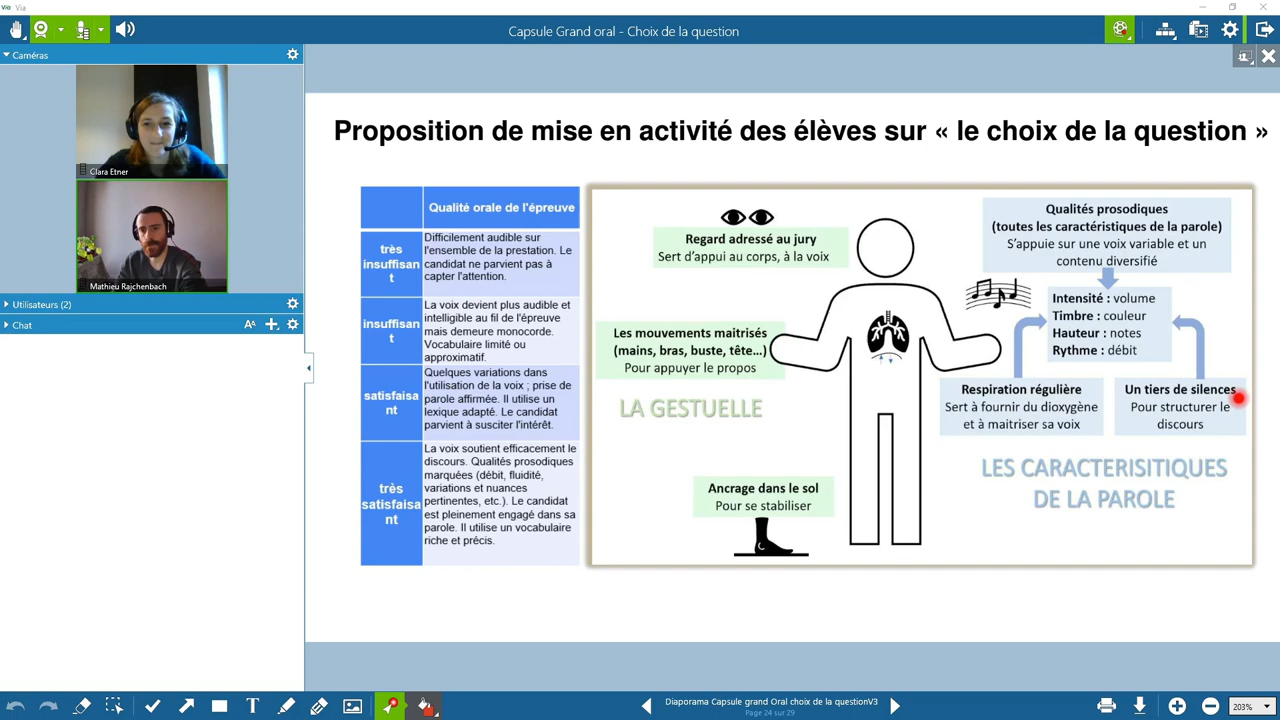 Via
Capsule Grand oral - Choix de la question
Caméras
Clara Etner
Mathieu Rajchenbach
Utilisateurs (2)
Chat
Proposition de mise en activité des élèves sur « le choix de la question »
Qualité orale de l'épreuve
très
insuffisan
t
Difficilement audible sur
l'ensemble de la prestation. Le
candidat ne parvient pas à
capter l'attention.
insuffisan
t
La voix devient plus audible et
intelligible au fil de l'épreuve
mais demeure monocorde.
Vocabulaire limité ou
approximatif.
satisfaisa
nt
Quelques variations dans
l'utilisation de la voix ; prise de
parole affirmée. Il utilise un
lexique adapté. Le candidat
parvient à susciter l'intérêt.
très
satisfaisa
nt
La voix soutient efficacement le
discours. Qualités prosodiques
marquées (débit, fluidité,
variations et nuances
pertinentes, etc.). Le candidat
est pleinement engagé dans sa
parole. Il utilise un vocabulaire
riche et précis.
Regard adressé au jury
Sert d'appui au corps, à la voix
Les mouvements maitrisés
(mains, bras, buste, tête...)
Pour appuyer le propos
LA GESTUELLE
Ancrage dans le sol
Pour se stabiliser
Qualités prosodiques
(toutes les caractéristiques de la parole)
S'appuie sur une voix variable et un
contenu diversifié
Intensité : volume
Timbre : couleur
Hauteur : notes
Rythme : débit
Respiration régulière
Sert à fournir du dioxygène
et à maitriser sa voix
Un tiers de silences
Pour structurer le
discours
LES CARACTERISITIQUES
DE LA PAROLE
Diaporama Capsule grand Oral choix de la questionV3
Page 24 sur 29
203%